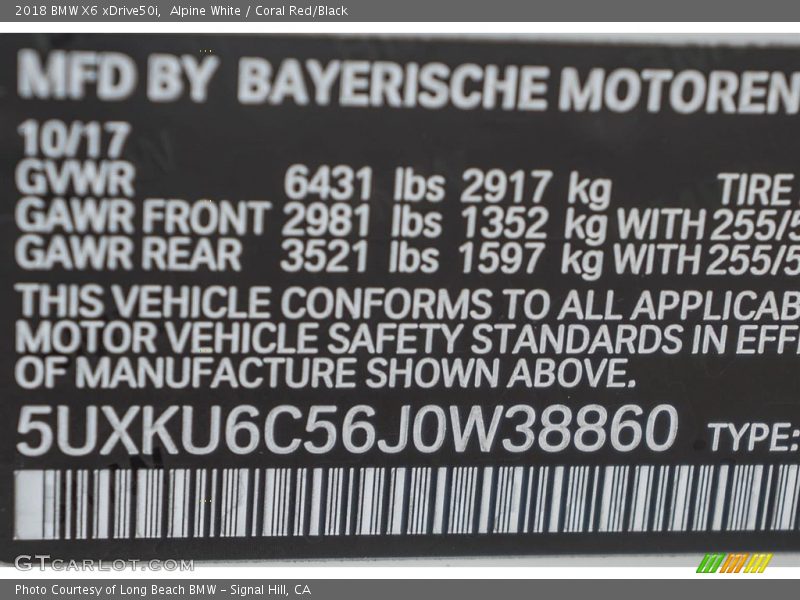 2018 BMW X6 xDrive50i, Alpine White / Coral Red/Black
MFD BY BAYERISCHE MOTOREN
10/17
GVWR 6431 lbs 2917 kg TIRE
GAWR FRONT 2981 lbs 1352 kg WITH 255/5
GAWR REAR 3521 lbs 1597 kg WITH 255/5
THIS VEHICLE CONFORMS TO ALL APPLICAB
MOTOR VEHICLE SAFETY STANDARDS IN EFF
OF MANUFACTURE SHOWN ABOVE.
5UXKU6C56J0W38860 TYPE:
GTCARLOT.COM
Photo Courtesy of Long Beach BMW - Signal Hill, CA